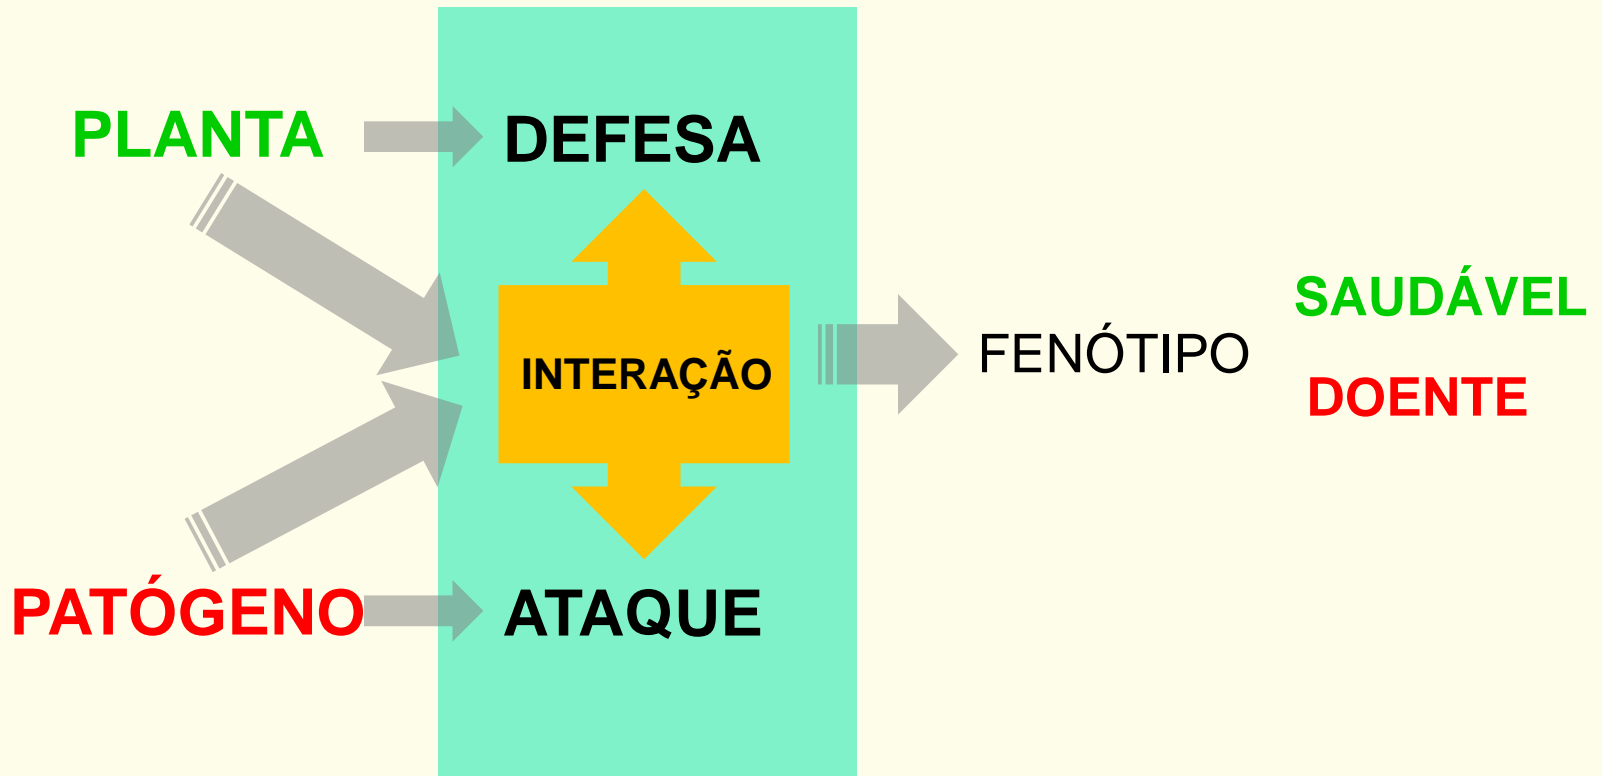 PLANTA
DEFESA
INTERAÇÃO
PATÓGENO
ATAQUE
FENÓTIPO
SAUDÁVEL
DOENTE